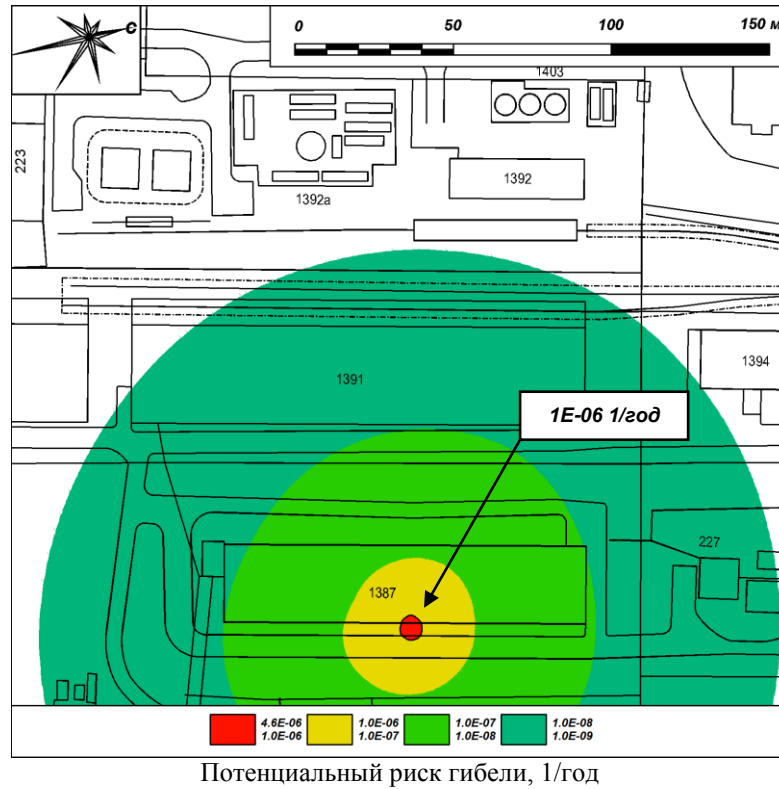 С
0 50 100 150 м
1403
223
1392
1392а
1391
1394
1E-06 1/год
227
1387
4.6E-06 1.0E-06 1.0E-07 1.0E-08
1.0E-06 1.0E-07 1.0E-08 1.0E-09
Потенциальный риск гибели, 1/год